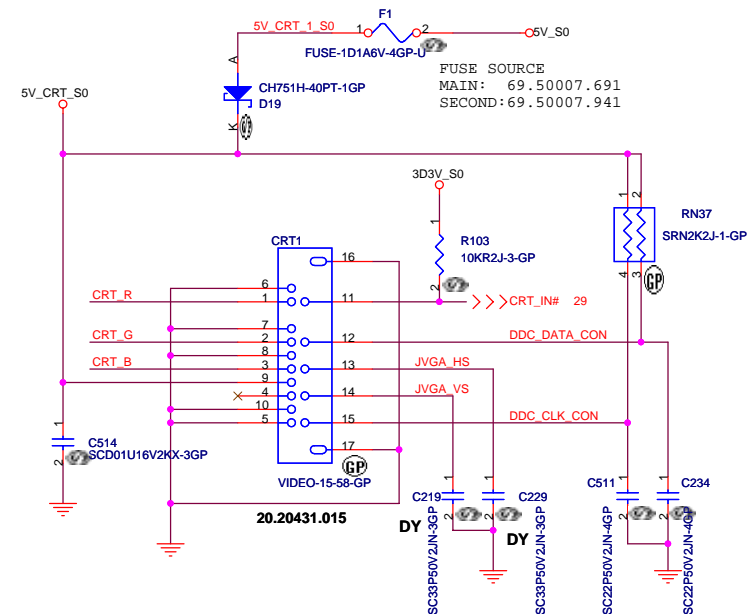 F1
5V_CRT_1_S0
1
2
5V_S0
FUSE-1D1A6V-4GP-U
FUSE SOURCE
MAIN: 69.50007.691
SECOND:69.50007.941
A
CH751H-40PT-1GP
D19
K
5V_CRT_S0
3D3V_S0
1
2
RN37
SRN2K2J-1-GP
4
3
GP
1
R103
10KR2J-3-GP
2
CRT1
16
6
CRT_R
1
11
CRT_IN# 29
7
CRT_G
2
12
DDC_DATA_CON
8
CRT_B
3
13
JVGA_HS
9
4
14
JVGA_VS
10
5
15
DDC_CLK_CON
17
GP
VIDEO-15-58-GP
20.20431.015
1
C514
2
SCD01U16V2KX-3GP
1
C219
2
DY
SC33P50V2JN-3GP
1
C229
2
DY
SC33P50V2JN-3GP
1
C511
2
SC22P50V2JN-4GP
1
C234
2
SC22P50V2JN-4GP